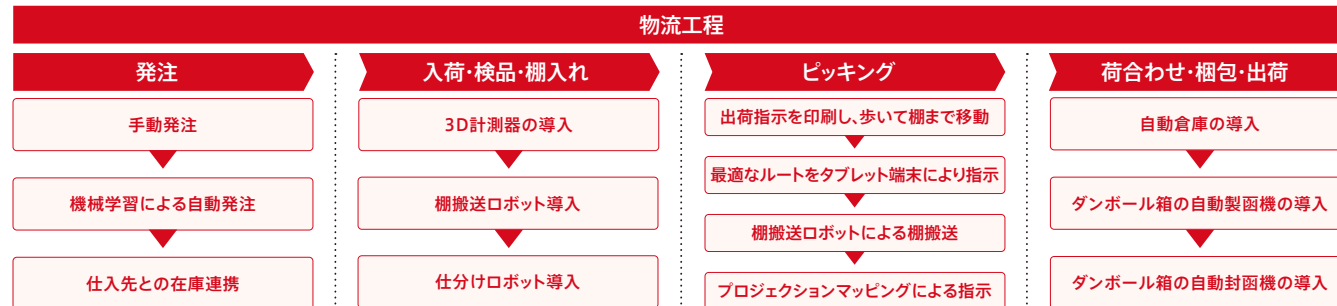 物流工程
発注
手動発注
機械学習による自動発注
仕入先との在庫連携
入荷・検品・棚入れ
3D計測器の導入
棚搬送ロボット導入
仕分けロボット導入
ピッキング
出荷指示を印刷し、歩いて棚まで移動
最適なルートをタブレット端末により指示
棚搬送ロボットによる棚搬送
プロジェクションマッピングによる指示
荷合わせ・梱包・出荷
自動倉庫の導入
ダンボール箱の自動製函機の導入
ダンボール箱の自動封函機の導入